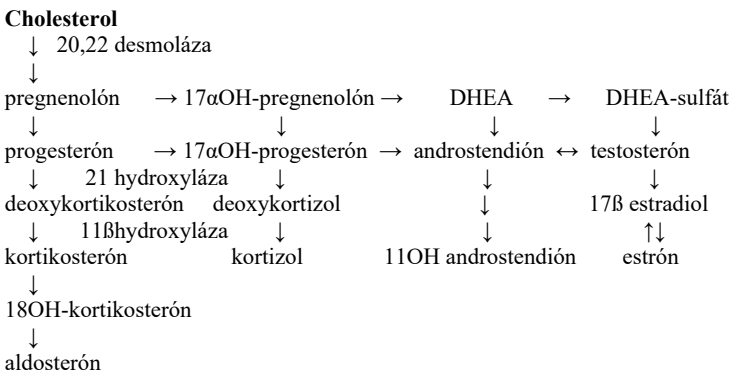 Cholesterol
↓ 20,22 desmoláza
↓
pregnenolón → 17αOH-pregnenolón → DHEA → DHEA-sulfát
↓ ↓ ↓ ↓
progesterón → 17αOH-progesterón → androstendión ↔ testosterón
↓ 21 hydroxyláza ↓ ↓ ↓
deoxykortikosterón deoxykortizol ↓ 17ß estradiol
↓ 11ßhydroxyláza ↓ ↓ ↑↓
kortikosterón kortizol 11OH androstendión estrón
↓
18OH-kortikosterón
↓
aldosterón